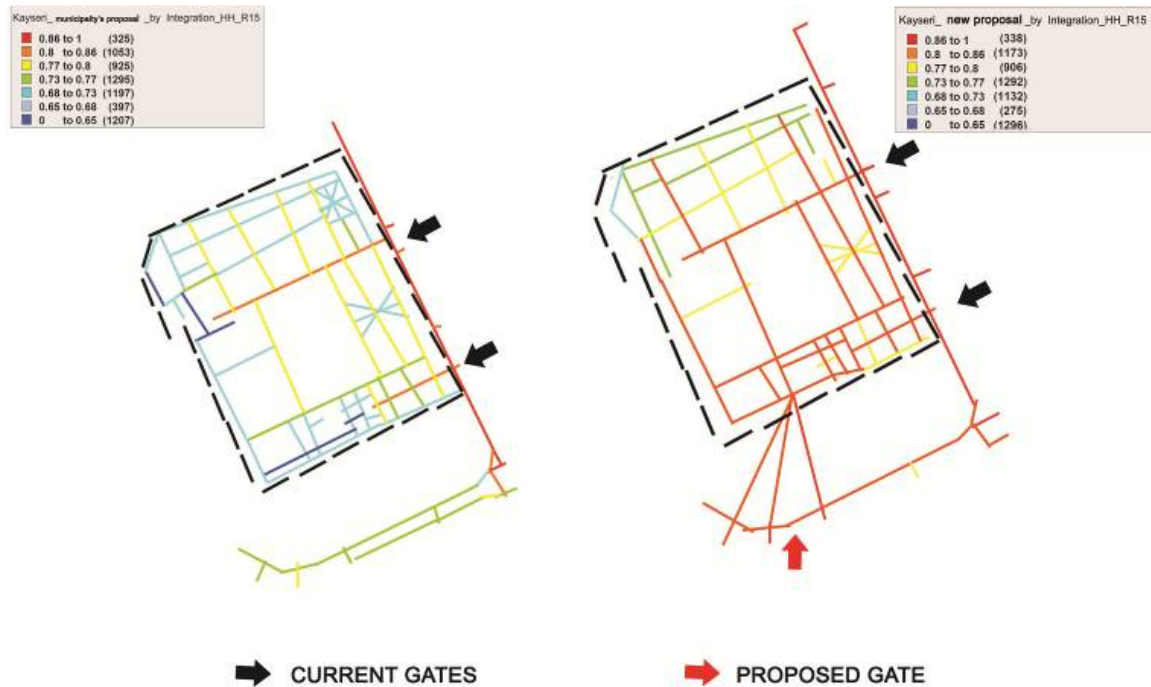 Kayseri_ municipality's proposal _by Integration_HH_R15
0.86 to 1 (325)
0.8 to 0.86 (1053)
0.77 to 0.8 (925)
0.73 to 0.77 (1295)
0.68 to 0.73 (1197)
0.65 to 0.68 (397)
0 to 0.65 (1207)
Kayseri_ new proposal _by Integration_HH_R15
0.86 to 1 (338)
0.8 to 0.86 (1173)
0.77 to 0.8 (906)
0.73 to 0.77 (1292)
0.68 to 0.73 (1132)
0.65 to 0.68 (275)
0 to 0.65 (1296)
CURRENT GATES
PROPOSED GATE